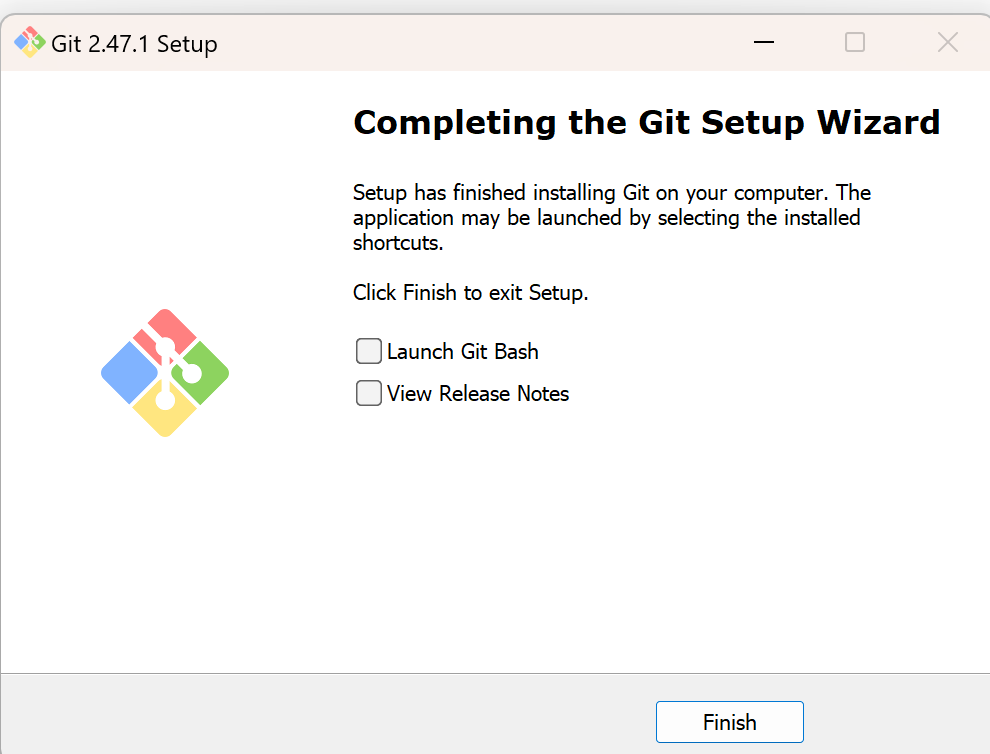 Git 2.47.1 Setup
Completing the Git Setup Wizard
Setup has finished installing Git on your computer. The
application may be launched by selecting the installed
shortcuts.
Click Finish to exit Setup.
Launch Git Bash
View Release Notes
Finish